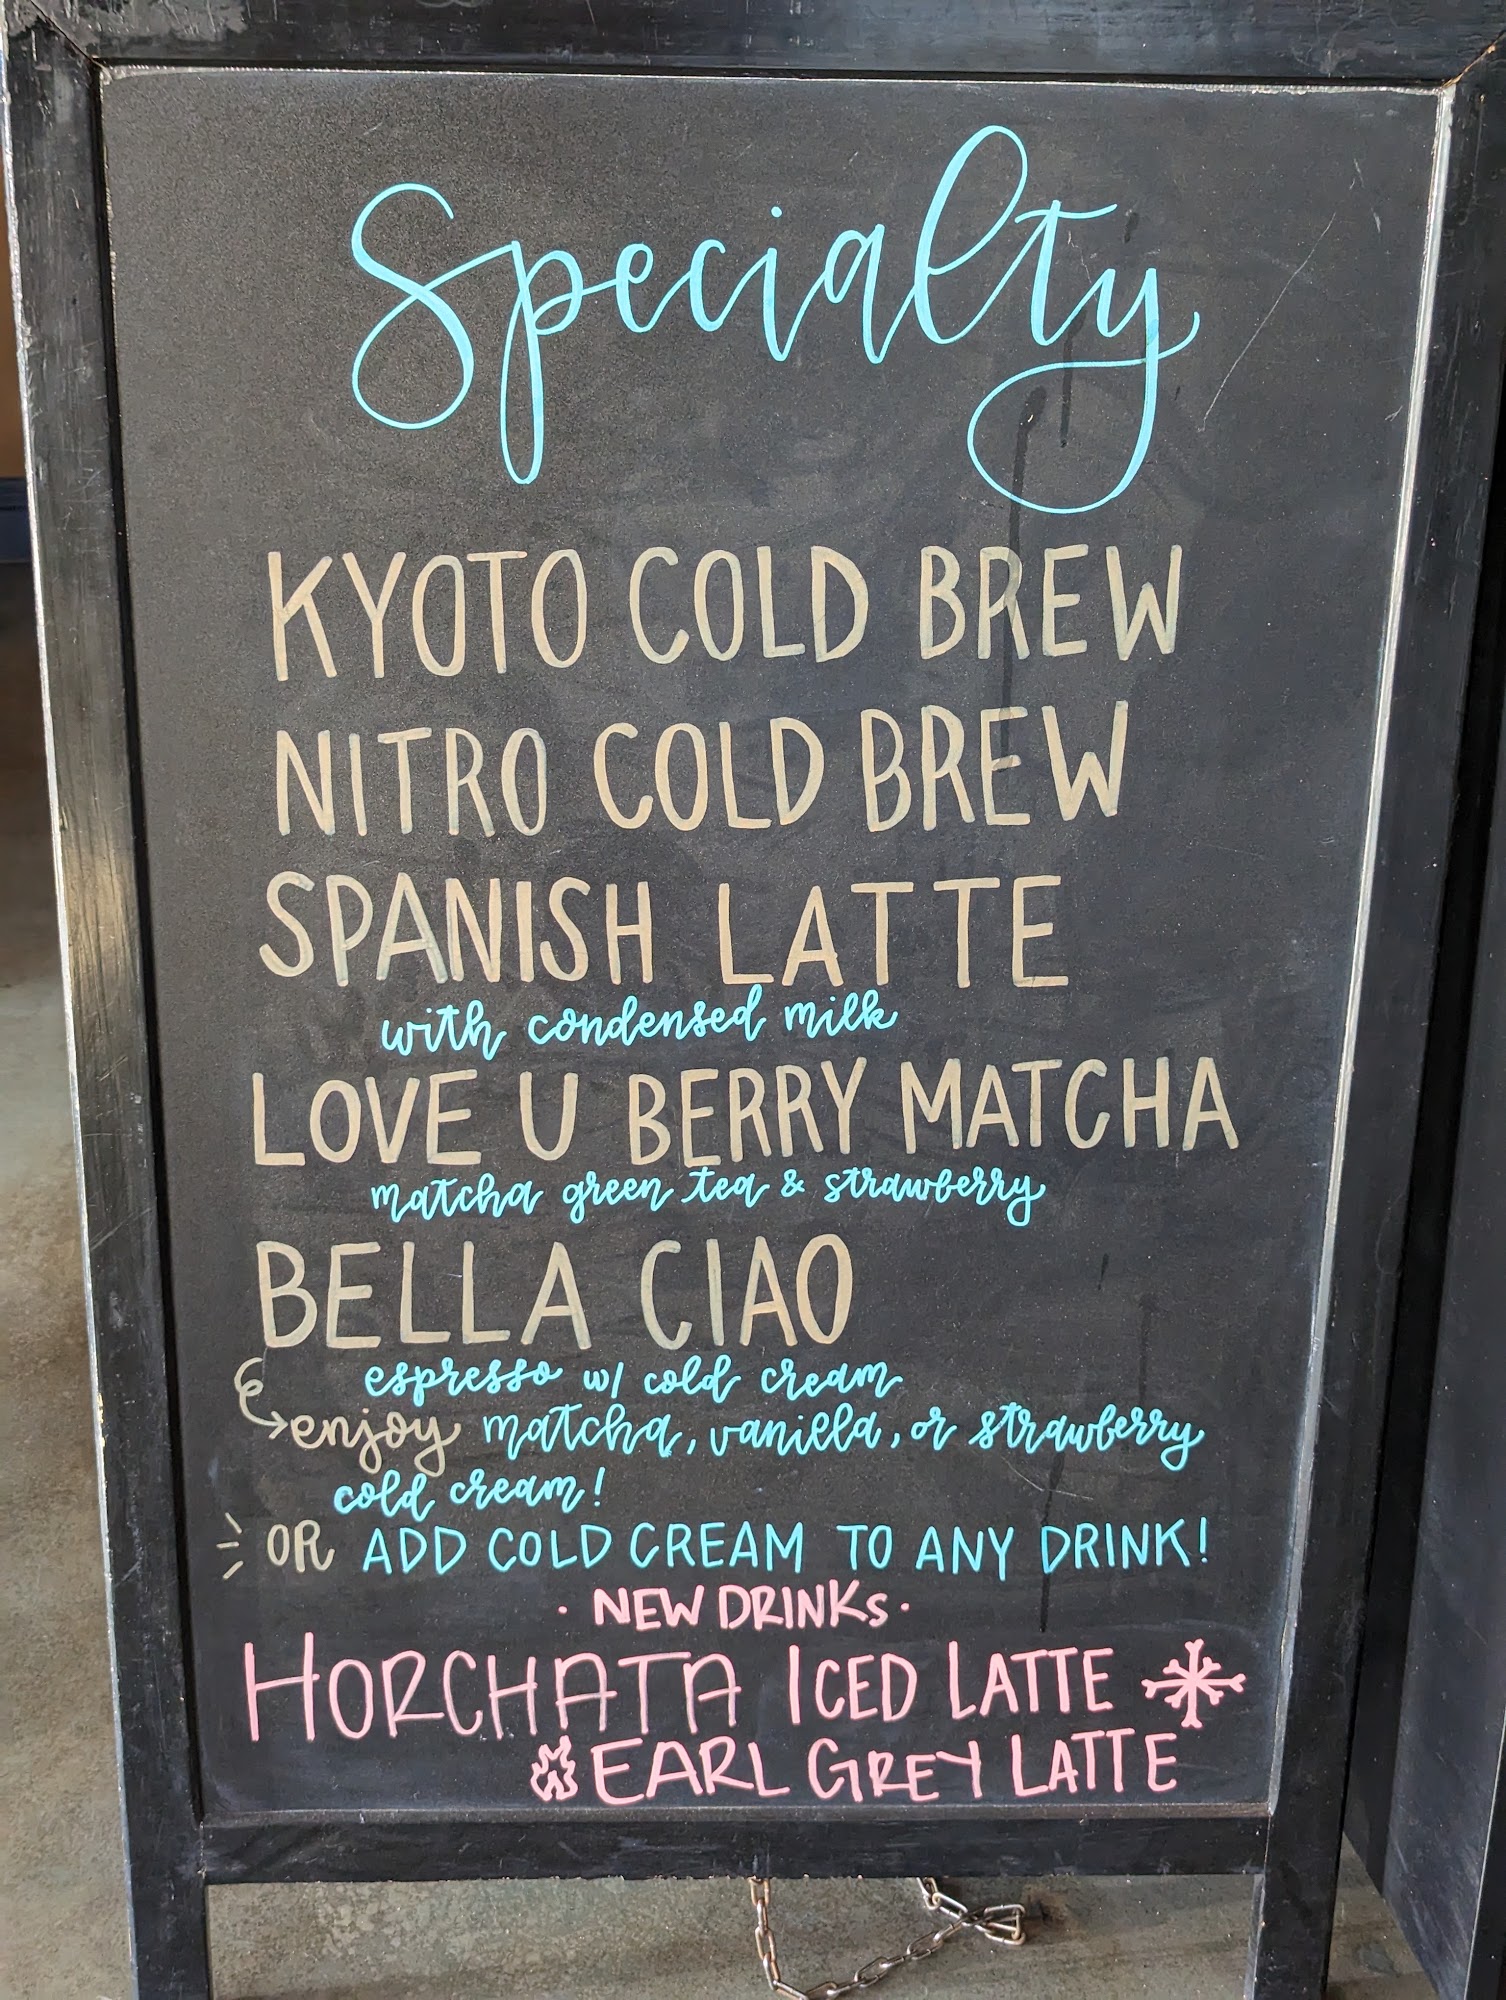 Specialty
KYOTO COLD BREW
NITRO COLD BREW
SPANISH LATTE
with condensed milk
LOVE U BERRY MATCHA
matcha green tea & strawberry
BELLA CIAO
espresso w/ cold cream
enjoy matcha, vanilla, or strawberry
cold cream!
OR ADD COLD CREAM TO ANY DRINK!
· NEW DRINKs ·
HORCHATA ICED LATTE
EARL GREY LATTE